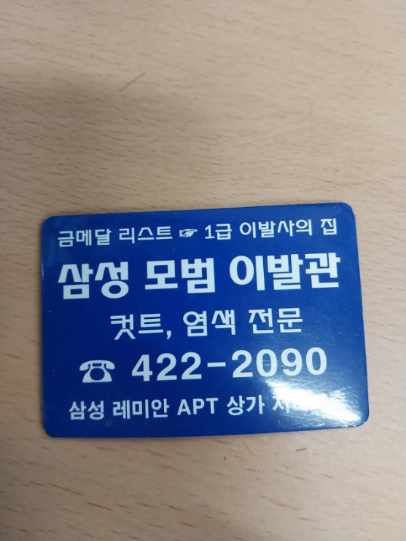 금메달 리스트 ☞ 1급 이발사의 집
삼성 모범 이발관
컷트, 염색 전문
☎ 422-2090
삼성 레미안 APT 상가